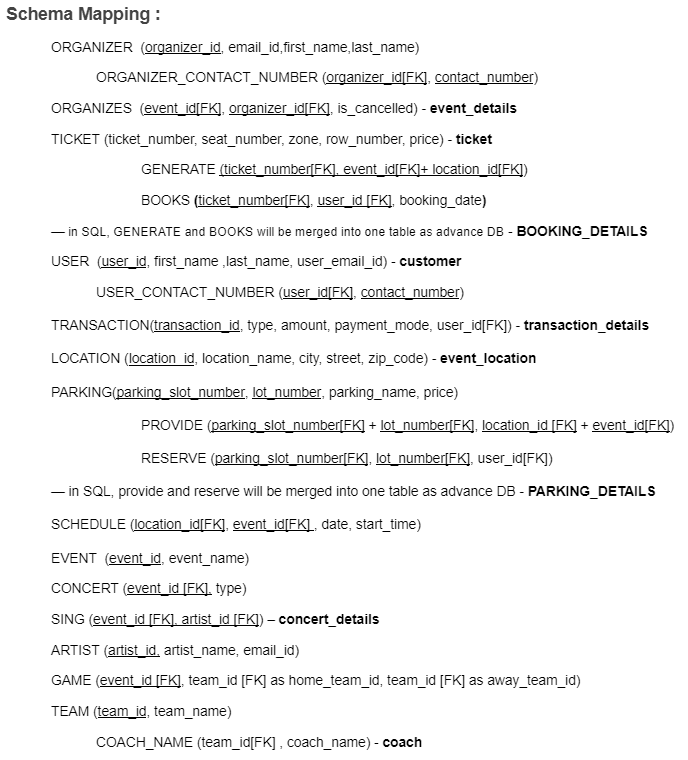 Schema Mapping :
ORGANIZER (organizer_id, email_id,first_name,last_name)
ORGANIZER_CONTACT_NUMBER (organizer_id[FK], contact_number)
ORGANIZES (event_id[FK], organizer_id[FK], is_cancelled) - event_details
TICKET (ticket_number, seat_number, zone, row_number, price) - ticket
GENERATE (ticket_number[FK], event_id[FK]+ location_id[FK])
BOOKS (ticket_number[FK], user_id [FK], booking_date)
— in SQL, GENERATE and BOOKS will be merged into one table as advance DB - BOOKING_DETAILS
USER (user_id, first_name ,last_name, user_email_id) - customer
USER_CONTACT_NUMBER (user_id[FK], contact_number)
TRANSACTION(transaction_id, type, amount, payment_mode, user_id[FK]) - transaction_details
LOCATION (location_id, location_name, city, street, zip_code) - event_location
PARKING(parking_slot_number, lot_number, parking_name, price)
PROVIDE (parking_slot_number[FK] + lot_number[FK], location_id [FK] + event_id[FK])
RESERVE (parking_slot_number[FK], lot_number[FK], user_id[FK])
— in SQL, provide and reserve will be merged into one table as advance DB - PARKING_DETAILS
SCHEDULE (location_id[FK], event_id[FK] , date, start_time)
EVENT (event_id, event_name)
CONCERT (event_id [FK], type)
SING (event_id [FK], artist_id [FK]) – concert_details
ARTIST (artist_id, artist_name, email_id)
GAME (event_id [FK], team_id [FK] as home_team_id, team_id [FK] as away_team_id)
TEAM (team_id, team_name)
COACH_NAME (team_id[FK] , coach_name) - coach